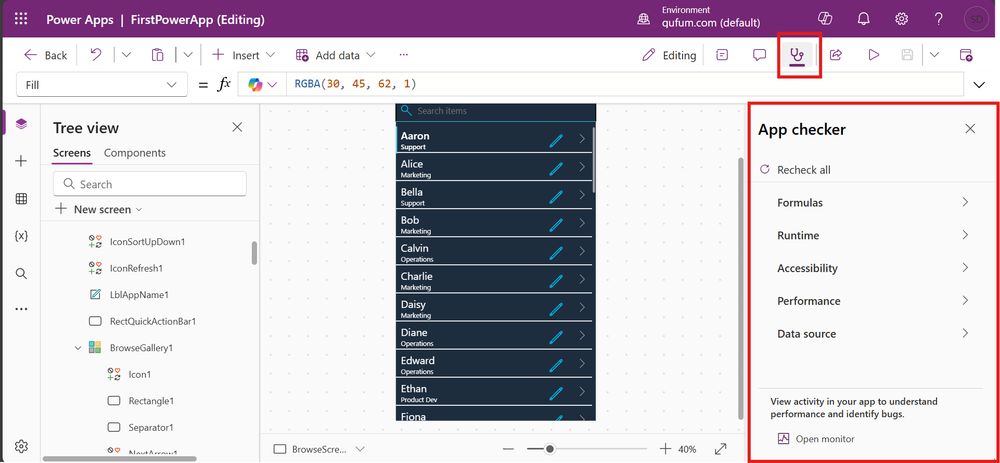 Power Apps | FirstPowerApp (Editing)
Environment
gufum.com (default)
SD
Back
Insert
Add data
Editing
Fill
= fx
RGBA(30, 45, 62, 1)
Tree view
Screens Components
Search
New screen
IconSortUpDown1
IconRefresh1
LblAppName1
RectQuickActionBar1
BrowseGallery1
Icon1
Rectangle1
Separator1
NextArrow1
Search items
Aaron
Support
Alice
Marketing
Bella
Support
Bob
Marketing
Calvin
Operations
Charlie
Marketing
Daisy
Marketing
Diane
Operations
Edward
Operations
Ethan
Product Dev
Fiona
BrowseScre...
40%
App checker
Recheck all
Formulas
Runtime
Accessibility
Performance
Data source
View activity in your app to understand
performance and identify bugs.
Open monitor